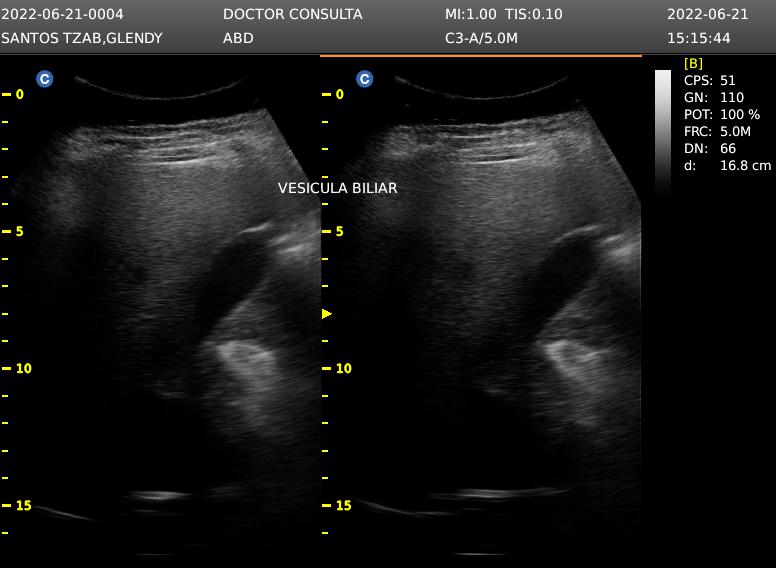 2022-06-21-0004 DOCTOR CONSULTA MI:1.00 TIS:0.10 2022-06-21
SANTOS TZAB,GLENDY ABD C3-A/5.0M 15:15:44
C C
[B]
CPS: 51
GN: 110
POT: 100 %
FRC: 5.0M
DN: 66
d: 16.8 cm
0 0
VESICULA BILIAR
5 5
10 10
15 15